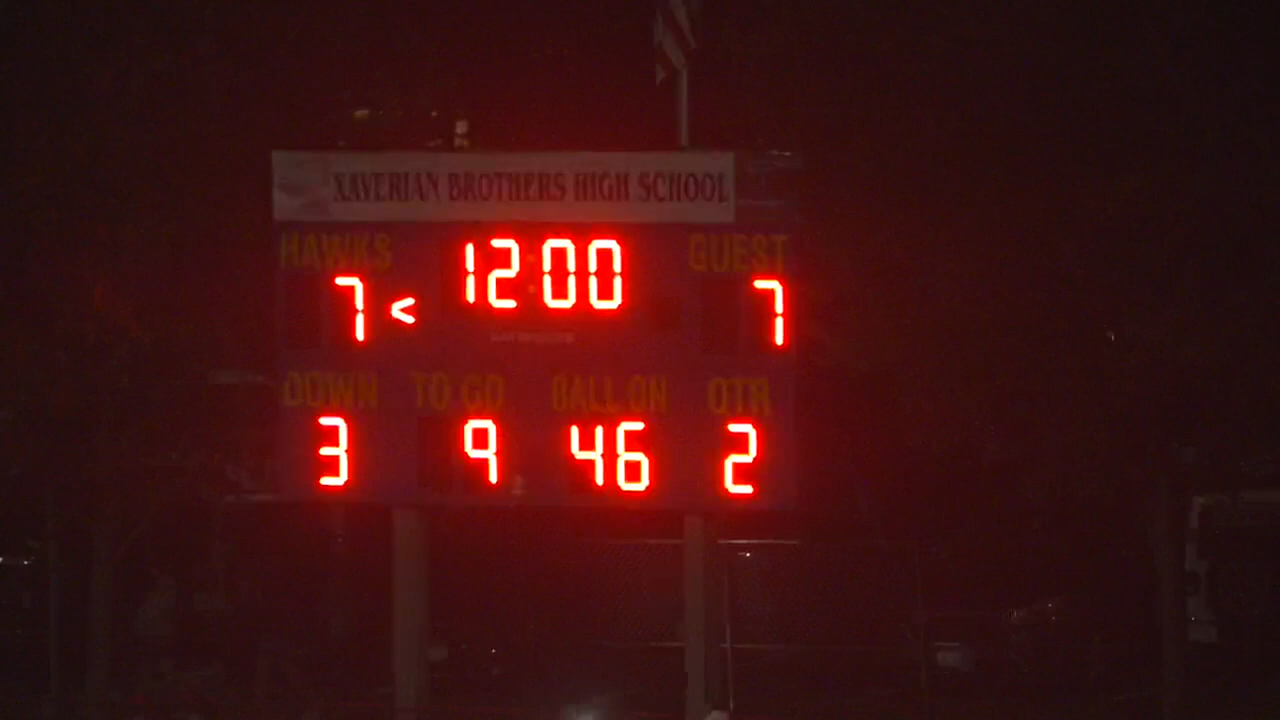 XAVERIAN BROTHERS HIGH SCHOOL
HAWKS 12:00 GUEST
7 < 7
DOWN TO GO BALL ON QTR
3 9 46 2